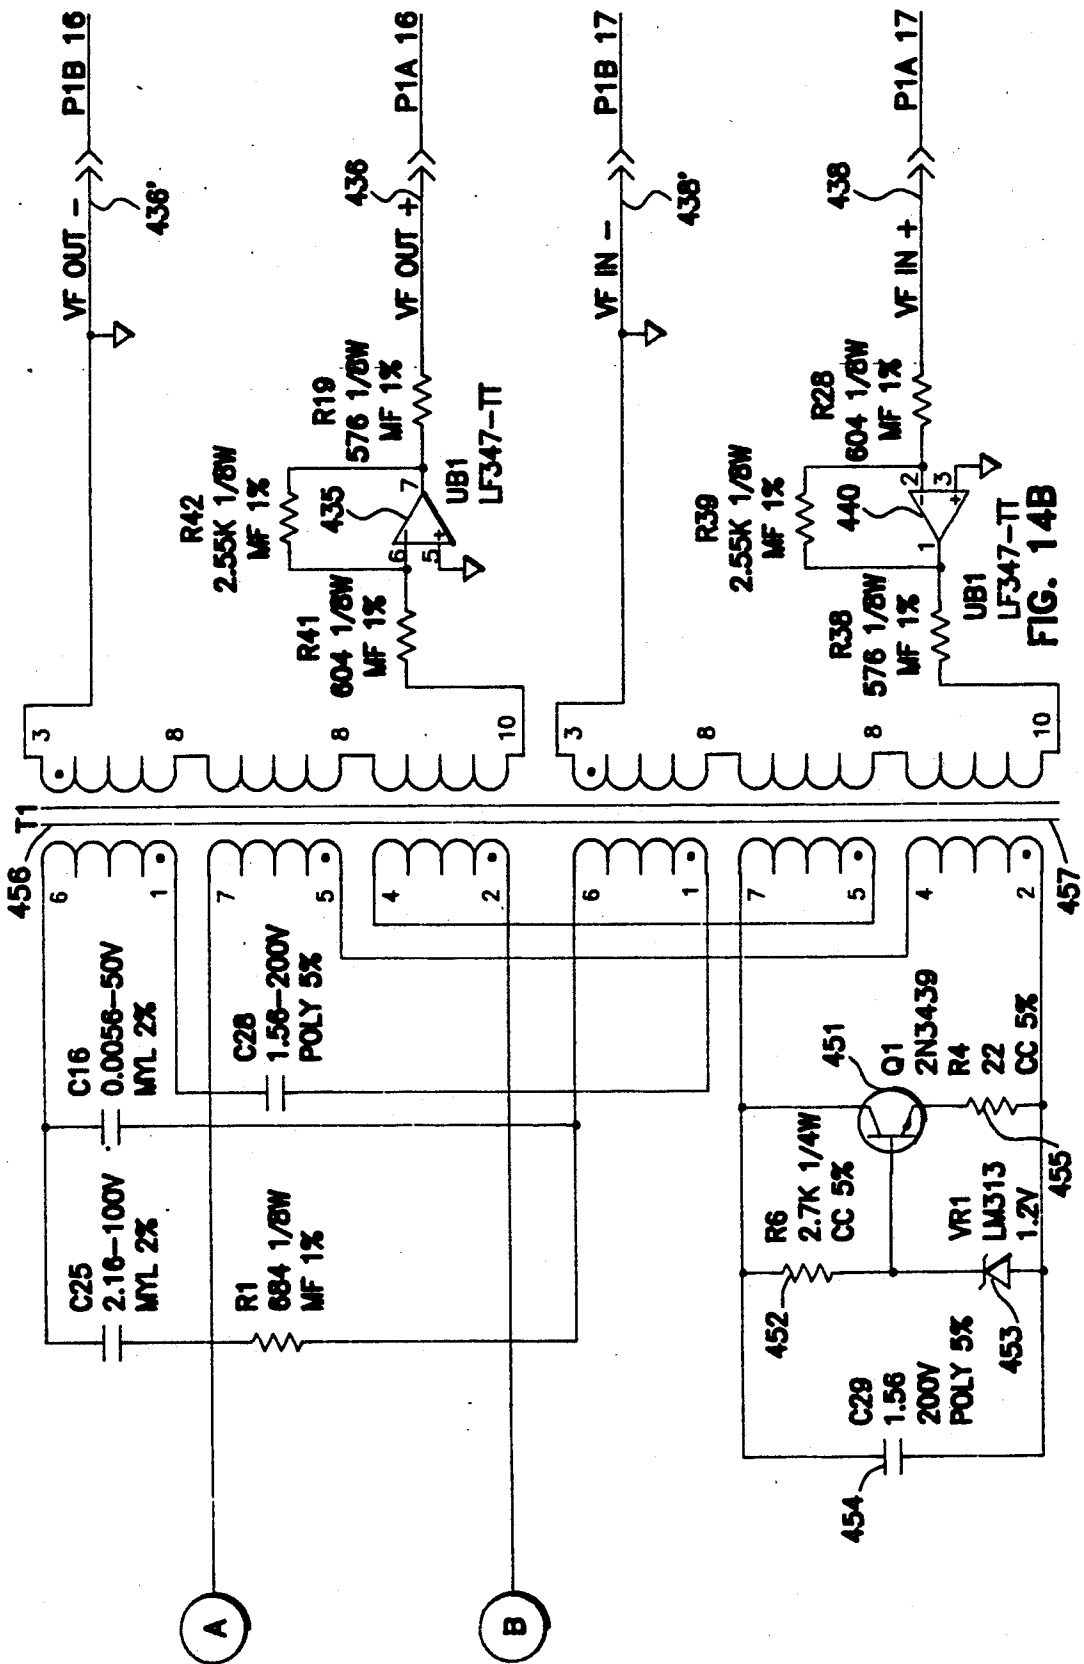 VF OUT −
P1B 16
436'
R42
2.55K 1/8W
MF 1%
R41
604 1/8W
MF 1%
435
6
5
7
−
+
UB1
LF347-TT
R19
576 1/8W
MF 1%
VF OUT +
P1A 16
436
VF IN −
P1B 17
438'
R39
2.55K 1/8W
MF 1%
R38
576 1/8W
MF 1%
440
1
2
3
−
+
UB1
LF347-TT
R28
604 1/8W
MF 1%
VF IN +
P1A 17
438
FIG. 14B
3
8
8
10
3
8
8
10
T1
456
457
6
1
7
5
4
2
6
1
7
5
4
2
C25
2.16-100V
MYL 2%
C16
0.0056-50V
MYL 2%
R1
684 1/8W
MF 1%
C28
1.56-200V
POLY 5%
A
B
C29
1.56
200V
POLY 5%
454
R6
2.7K 1/4W
CC 5%
452
VR1
LM313
1.2V
453
451
Q1
2N3439
R4
22
CC 5%
455